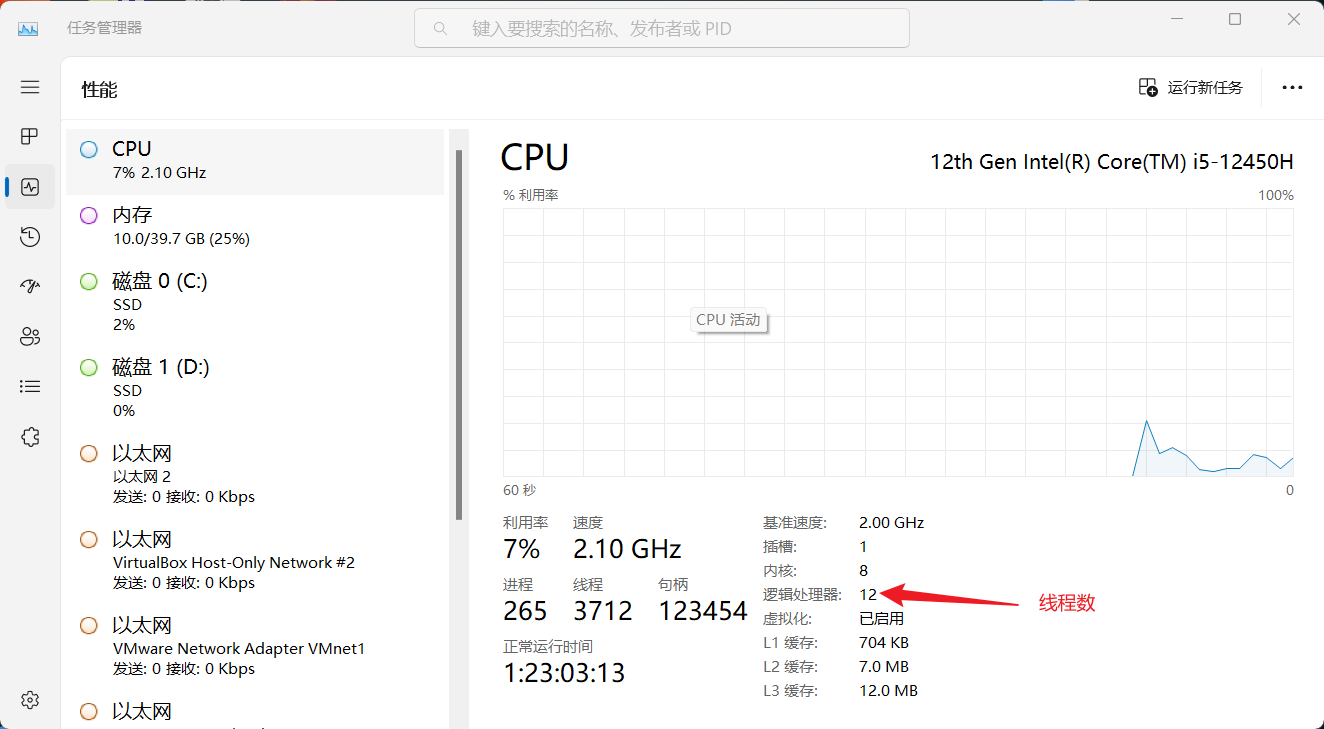 任务管理器
键入要搜索的名称、发布者或 PID
性能
运行新任务
CPU
7% 2.10 GHz
内存
10.0/39.7 GB (25%)
磁盘 0 (C:)
SSD
2%
磁盘 1 (D:)
SSD
0%
以太网
以太网 2
发送: 0 接收: 0 Kbps
以太网
VirtualBox Host-Only Network #2
发送: 0 接收: 0 Kbps
以太网
VMware Network Adapter VMnet1
发送: 0 接收: 0 Kbps
以太网
CPU
12th Gen Intel(R) Core(TM) i5-12450H
% 利用率
100%
CPU 活动
60 秒
0
利用率
速度
7%
2.10 GHz
进程
线程
句柄
265
3712
123454
正常运行时间
1:23:03:13
基准速度:
2.00 GHz
插槽:
1
内核:
8
逻辑处理器:
12
虚拟化:
已启用
L1 缓存:
704 KB
L2 缓存:
7.0 MB
L3 缓存:
12.0 MB
线程数